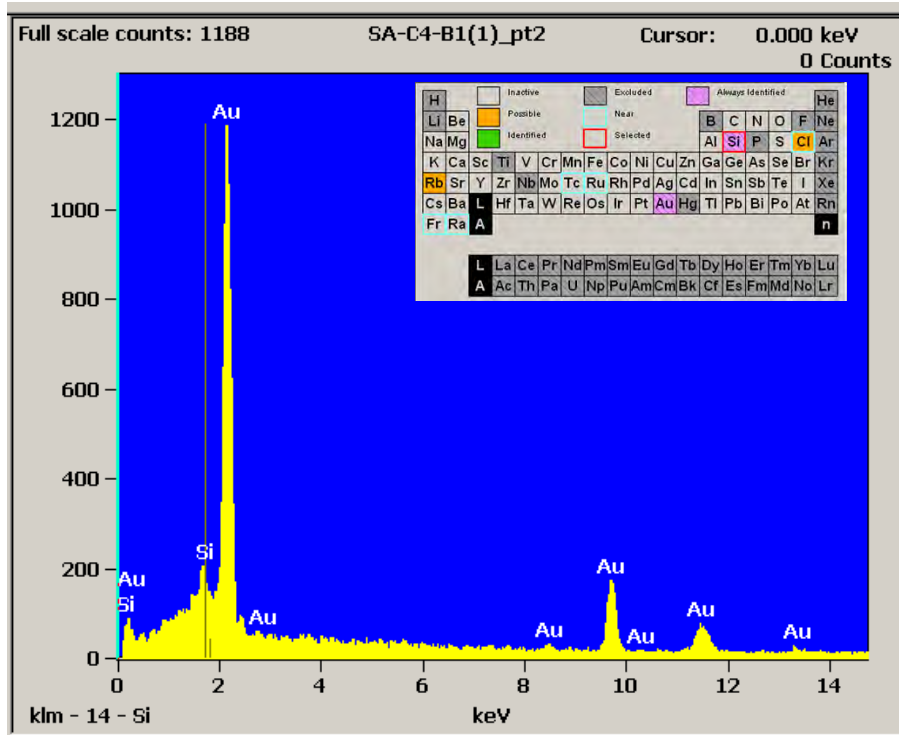 Full scale counts: 1188 SA-C4-B1(1)_pt2 Cursor: 0.000 keV
0 Counts
Inactive Excluded Always Identified
Possible Near
Identified Selected
H He
Li Be B C N O F Ne
Na Mg Al Si P S Cl Ar
K Ca Sc Ti V Cr Mn Fe Co Ni Cu Zn Ga Ge As Se Br Kr
Rb Sr Y Zr Nb Mo Tc Ru Rh Pd Ag Cd In Sn Sb Te I Xe
Cs Ba L Hf Ta W Re Os Ir Pt Au Hg Tl Pb Bi Po At Rn
Fr Ra A n
L La Ce Pr Nd Pm Sm Eu Gd Tb Dy Ho Er Tm Yb Lu
A Ac Th Pa U Np Pu Am Cm Bk Cf Es Fm Md No Lr
1200
1000
800
600
400
200
0
Au
Si
Au
Si
Au
Au
Au
Au
Au
Au
0 2 4 6 8 10 12 14
klm - 14 - Si keV